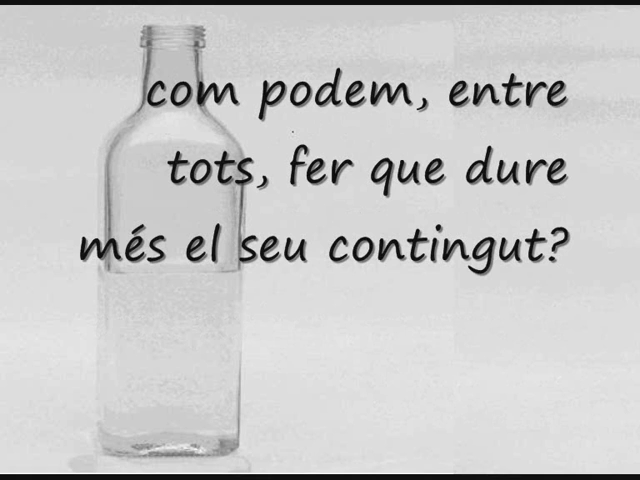 com podem, entre
tots, fer que dure
més el seu contingut?